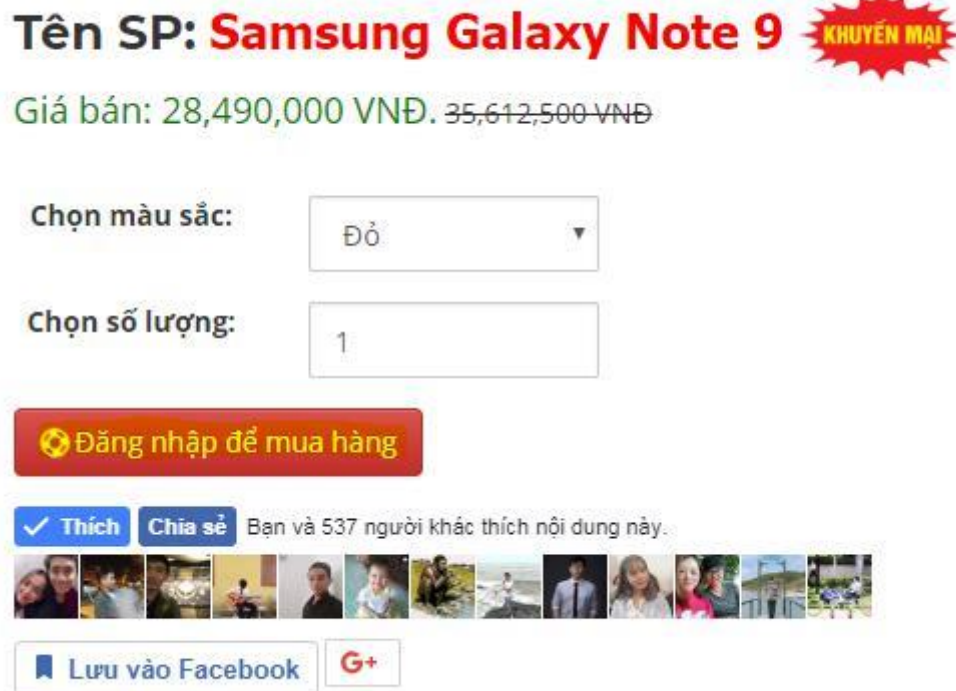 Tên SP: Samsung Galaxy Note 9 KHUYẾN MẠI
Giá bán: 28,490,000 VNĐ. 35,612,500 VNĐ
Chọn màu sắc:
Đỏ
Chọn số lượng:
1
Đăng nhập để mua hàng
Thích Chia sẻ Bạn và 537 người khác thích nội dung này.
Lưu vào Facebook G+